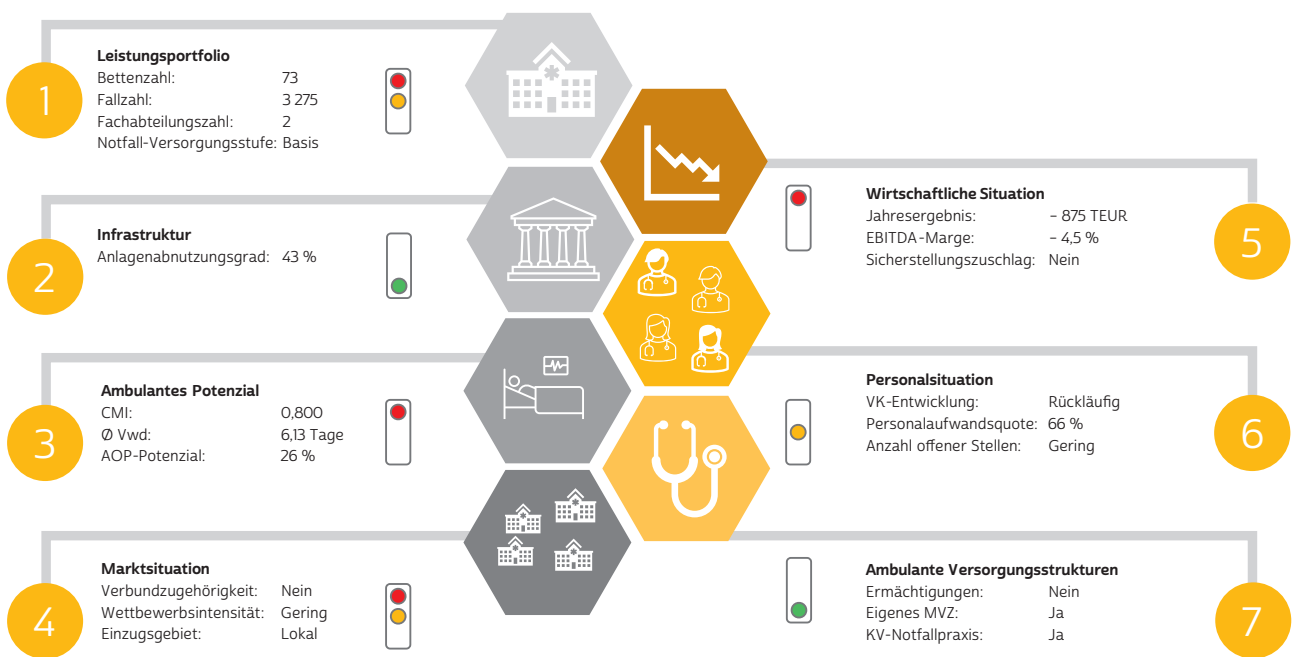 1
Leistungsportfolio
Bettenzahl: 73
Fallzahl: 3 275
Fachabteilungszahl: 2
Notfall-Versorgungsstufe: Basis
2
Infrastruktur
Anlagenabnutzungsgrad: 43 %
3
Ambulantes Potenzial
CMI: 0,800
Ø Vwd: 6,13 Tage
AOP-Potenzial: 26 %
4
Marktsituation
Verbundzugehörigkeit: Nein
Wettbewerbsintensität: Gering
Einzugsgebiet: Lokal
5
Wirtschaftliche Situation
Jahresergebnis: – 875 TEUR
EBITDA-Marge: – 4,5 %
Sicherstellungszuschlag: Nein
6
Personalsituation
VK-Entwicklung: Rückläufig
Personalaufwandsquote: 66 %
Anzahl offener Stellen: Gering
7
Ambulante Versorgungsstrukturen
Ermächtigungen: Nein
Eigenes MVZ: Ja
KV-Notfallpraxis: Ja